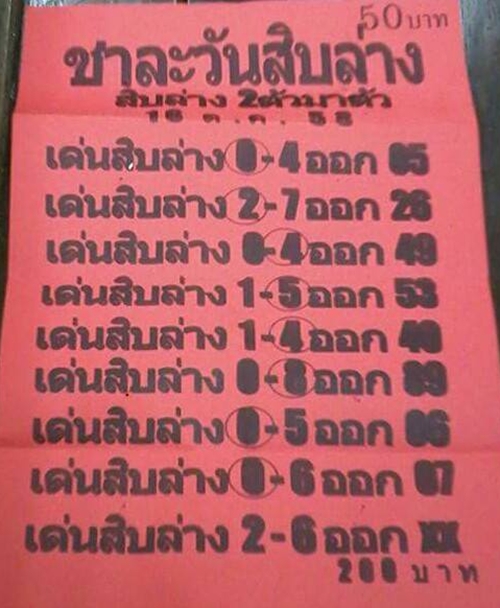 50บาท
ชาละวันสิบล่าง
สิบล่าง 2ตัวมาตัว
16 ต.ค. 58
เด่นสิบล่าง 0-4ออก 05
เด่นสิบล่าง 2-7ออก 26
เด่นสิบล่าง 0-4ออก 49
เด่นสิบล่าง 1-5ออก 53
เด่นสิบล่าง 1-4ออก 40
เด่นสิบล่าง 0-8ออก 89
เด่นสิบล่าง 0-5ออก 06
เด่นสิบล่าง 0-6ออก 07
เด่นสิบล่าง 2-6ออก XX
200 บาท